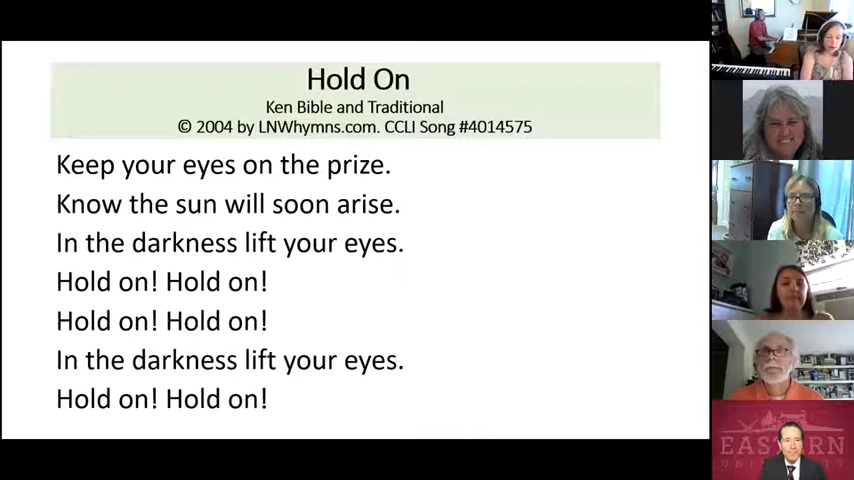 Hold On
Ken Bible and Traditional
© 2004 by LNWhymns.com. CCLI Song #4014575
Keep your eyes on the prize.
Know the sun will soon arise.
In the darkness lift your eyes.
Hold on! Hold on!
Hold on! Hold on!
In the darkness lift your eyes.
Hold on! Hold on!
EASTERN
UNIVERSITY